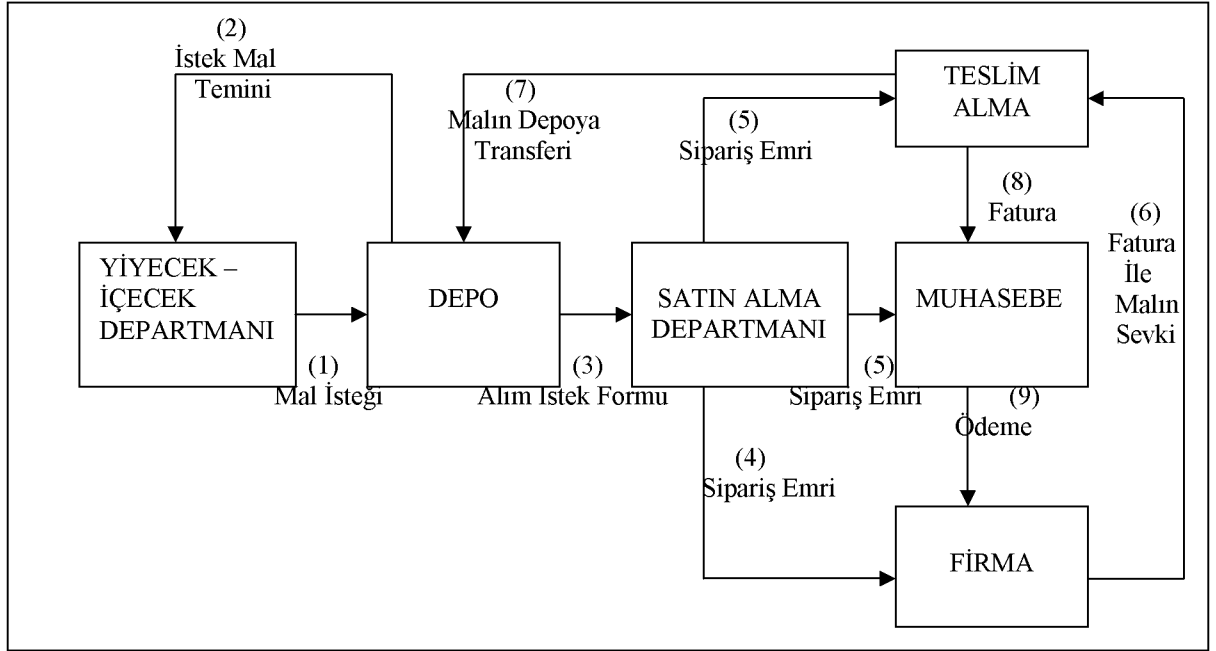 (2)
İstek Mal
Temini
(7)
Malın Depoya
Transferi
(5)
Sipariş Emri
TESLİM
ALMA
(8)
Fatura
(6)
Fatura
İle
Malın
Sevki
YİYECEK –
İÇECEK
DEPARTMANI
DEPO
SATIN ALMA
DEPARTMANI
MUHASEBE
(1)
Mal İsteği
(3)
Alım İstek Formu
(5)
Sipariş Emri
(9)
Ödeme
(4)
Sipariş Emri
FİRMA